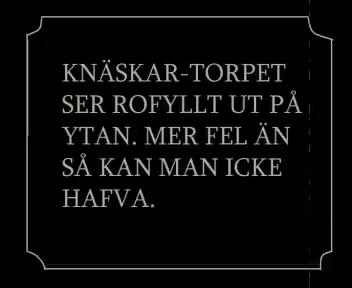 KNÄSKAR-TORPET
SER ROFYLLT UT PÅ
YTAN. MER FEL ÄN
SÅ KAN MAN ICKE
HAFVA.